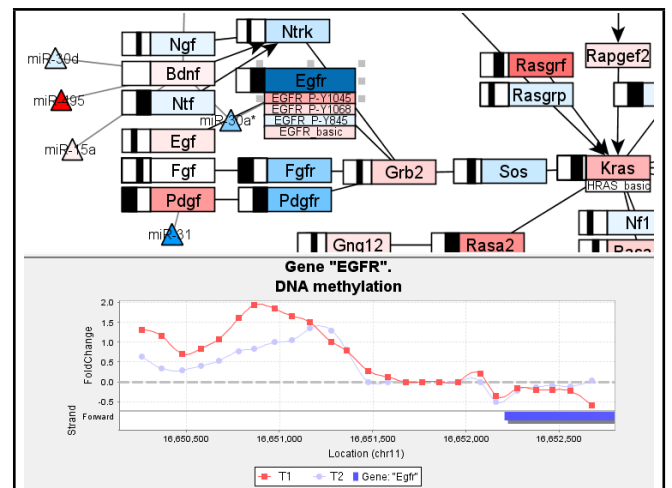 Ngf
Ntrk
miR-30d
Bdnf
Rasgrf
Rapgef2
Egfr
miR-495
Ntf
EGFR_P-Y1045
EGFR_P-Y1068
EGFR_P-Y845
EGFR_basic
Rasgrp
miR-30a*
Egf
miR-15a
Fgf
Fgfr
Grb2
Sos
Kras
HRAS_basic
Pdgf
Pdgfr
Nf1
miR-31
Gng12
Rasa2
Rasa
Gene "EGFR".
DNA methylation
FoldChange
2.0
1.5
1.0
0.5
0.0
-0.5
Strand
Forward
16,650,500
16,651,000
16,651,500
16,652,000
16,652,500
Location (chr11)
T1
T2
Gene: "Egfr"